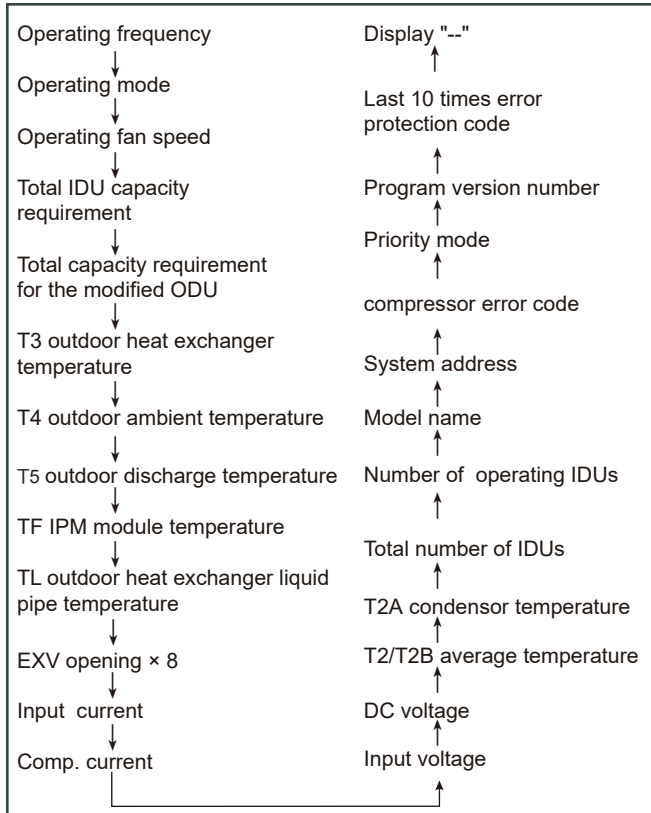 Operating frequency
Operating mode
Operating fan speed
Total IDU capacity
requirement
Total capacity requirement
for the modified ODU
T3 outdoor heat exchanger
temperature
T4 outdoor ambient temperature
T5 outdoor discharge temperature
TF IPM module temperature
TL outdoor heat exchanger liquid
pipe temperature
EXV opening × 8
Input current
Comp. current
Display "--"
Last 10 times error
protection code
Program version number
Priority mode
compressor error code
System address
Model name
Number of operating IDUs
Total number of IDUs
T2A condensor temperature
T2/T2B average temperature
DC voltage
Input voltage